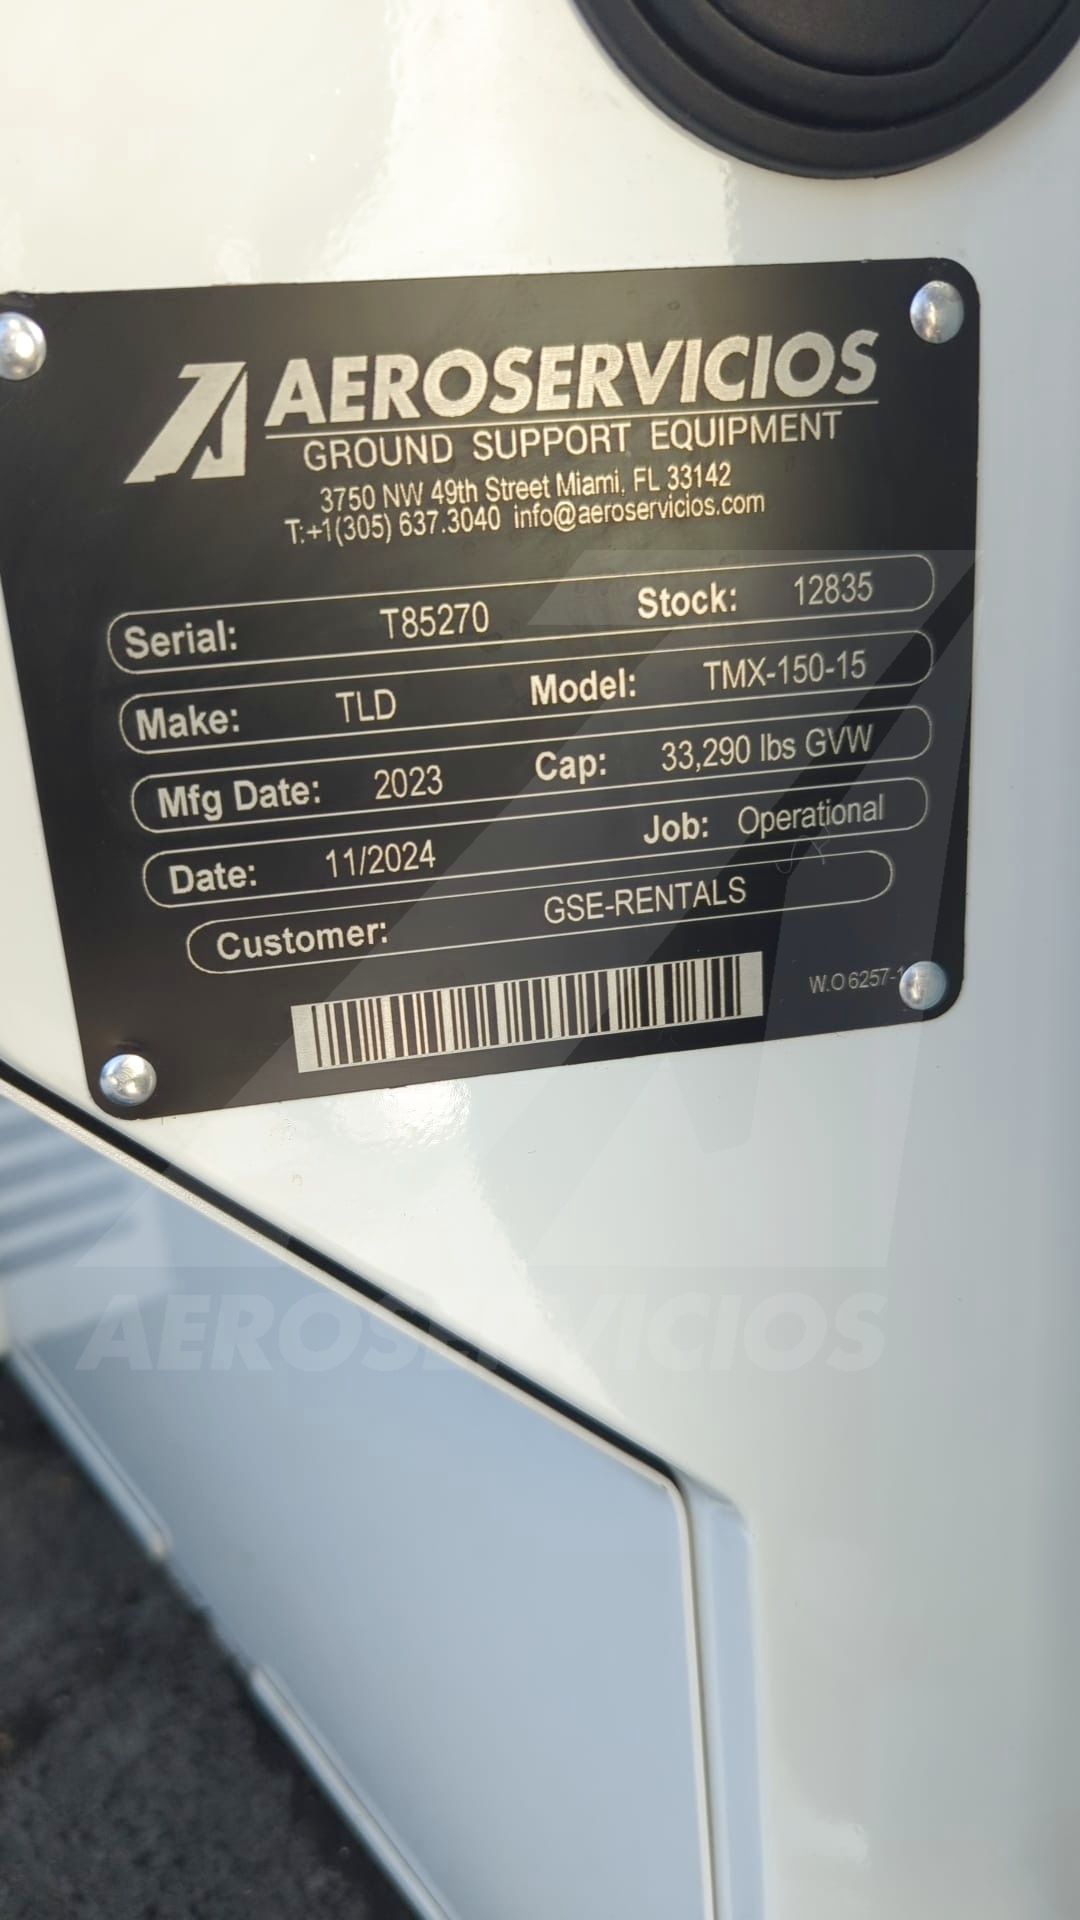 AEROSERVICIOS
GROUND SUPPORT EQUIPMENT
3750 NW 49th Street Miami, FL 33142
T:+1(305) 637.3040 info@aeroservicios.com
Serial: T85270 Stock: 12835
Make: TLD Model: TMX-150-15
Mfg Date: 2023 Cap: 33,290 lbs GVW
Date: 11/2024 Job: Operational
Customer: GSE-RENTALS
W.O 6257-1
AEROSERVICIOS